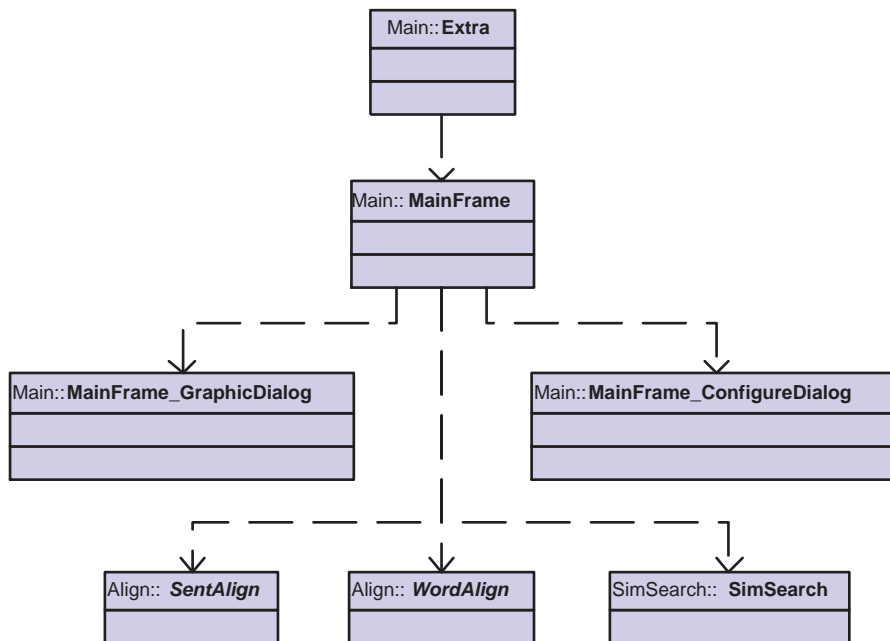 Main::Extra
Main:: MainFrame
Main::MainFrame_GraphicDialog
Main::MainFrame_ConfigureDialog
Align:: SentAlign
Align:: WordAlign
SimSearch:: SimSearch